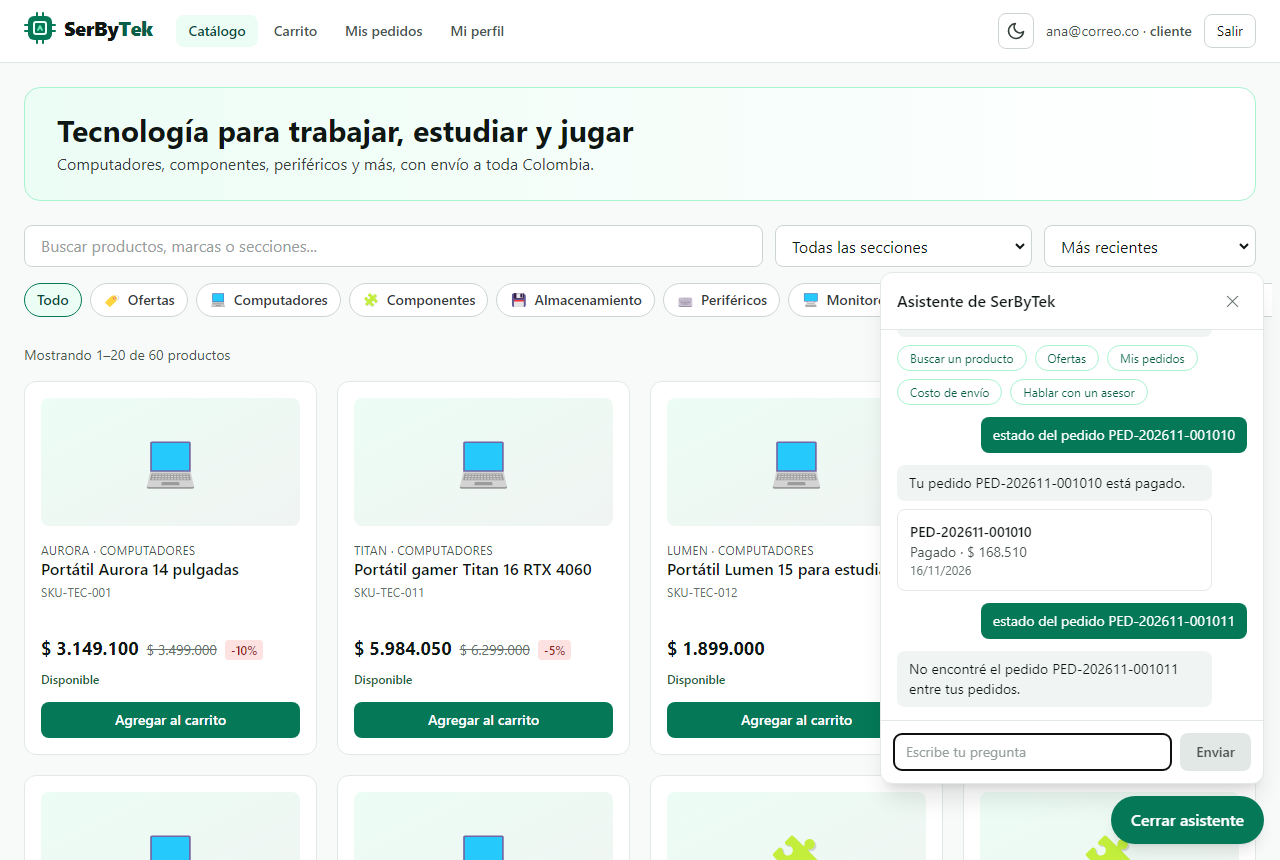 SerByTek
Catálogo
Carrito
Mis pedidos
Mi perfil
ana@correo.co · cliente
Salir
Tecnología para trabajar, estudiar y jugar
Computadores, componentes, periféricos y más, con envío a toda Colombia.
Buscar productos, marcas o secciones...
Todas las secciones
Más recientes
Todo
Ofertas
Computadores
Componentes
Almacenamiento
Periféricos
Monitore
Mostrando 1–20 de 60 productos
AURORA · COMPUTADORES
Portátil Aurora 14 pulgadas
SKU-TEC-001
$ 3.149.100 $ 3.499.000 -10%
Disponible
Agregar al carrito
TITAN · COMPUTADORES
Portátil gamer Titan 16 RTX 4060
SKU-TEC-011
$ 5.984.050 $ 6.299.000 -5%
Disponible
Agregar al carrito
LUMEN · COMPUTADORES
Portátil Lumen 15 para estudia
SKU-TEC-012
$ 1.899.000
Disponible
Agregar al carrito
Asistente de SerByTek
Buscar un producto
Ofertas
Mis pedidos
Costo de envío
Hablar con un asesor
estado del pedido PED-202611-001010
Tu pedido PED-202611-001010 está pagado.
PED-202611-001010
Pagado · $ 168.510
16/11/2026
estado del pedido PED-202611-001011
No encontré el pedido PED-202611-001011
entre tus pedidos.
Escribe tu pregunta
Enviar
Cerrar asistente